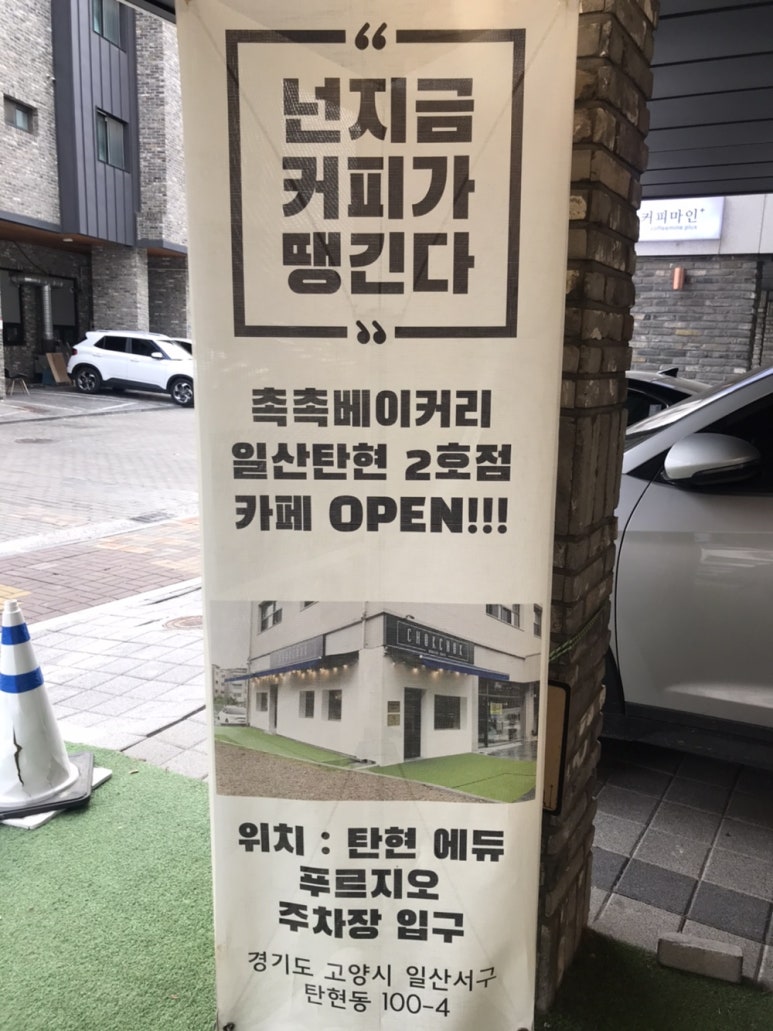 “
넌지금
커피가
땡긴다
”
촉촉베이커리
일산탄현 2호점
카페 OPEN!!!
CHOKCHOK
위치 : 탄현 에듀
푸르지오
주차장 입구
경기도 고양시 일산서구
탄현동 100-4
커피마인+
coffeemine plus